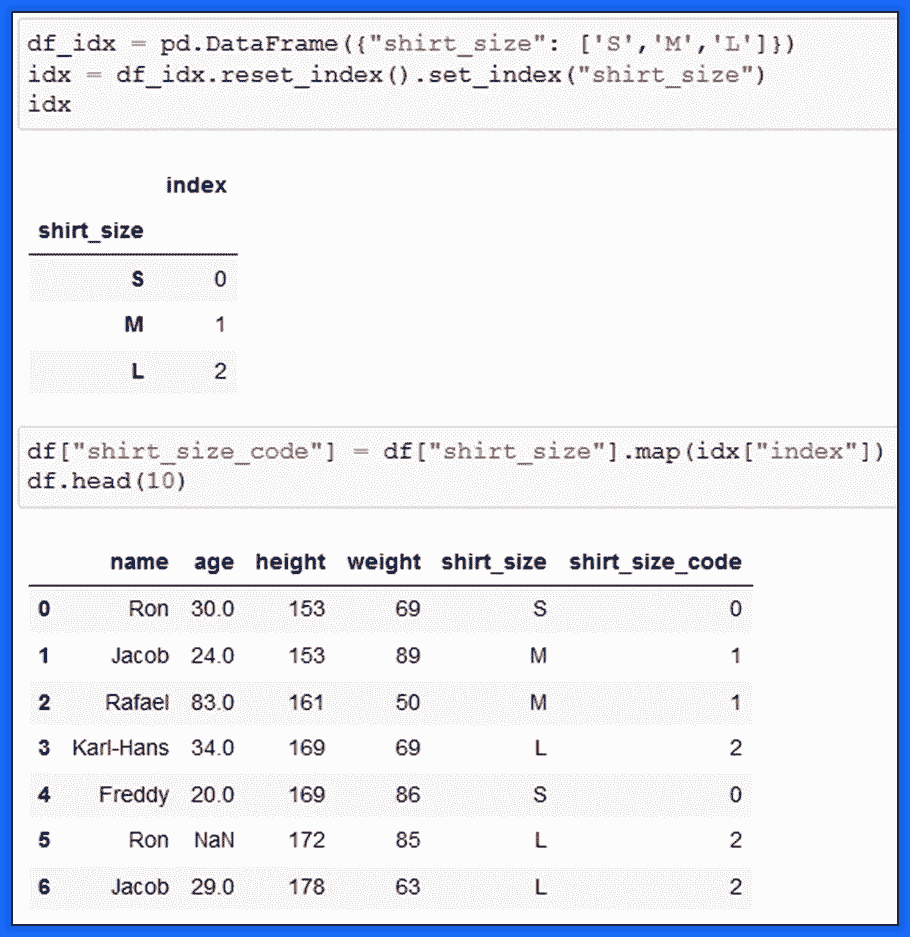 df_idx = pd.DataFrame({"shirt_size": ['S','M','L']})
idx = df_idx.reset_index().set_index("shirt_size")
idx
index
shirt_size
S 0
M 1
L 2
df["shirt_size_code"] = df["shirt_size"].map(idx["index"])
df.head(10)
name age height weight shirt_size shirt_size_code
0 Ron 30.0 153 69 S 0
1 Jacob 24.0 153 89 M 1
2 Rafael 83.0 161 50 M 1
3 Karl-Hans 34.0 169 69 L 2
4 Freddy 20.0 169 86 S 0
5 Ron NaN 172 85 L 2
6 Jacob 29.0 178 63 L 2